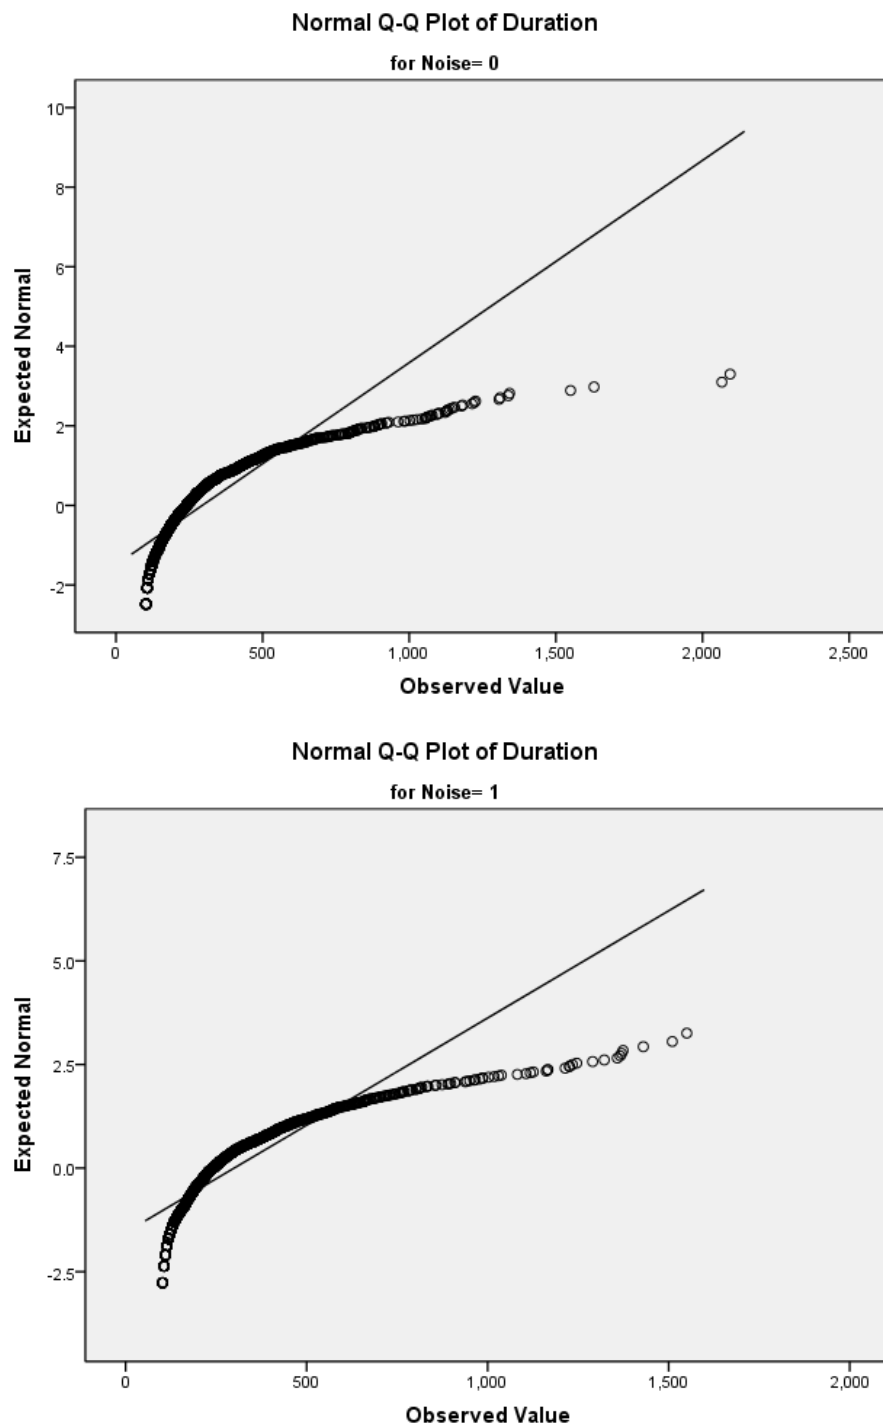 Normal Q-Q Plot of Duration
for Noise= 0
10
8
6
4
2
0
-2
Expected Normal
0 500 1,000 1,500 2,000 2,500
Observed Value
Normal Q-Q Plot of Duration
for Noise= 1
7.5
5.0
2.5
0.0
-2.5
Expected Normal
0 500 1,000 1,500 2,000
Observed Value